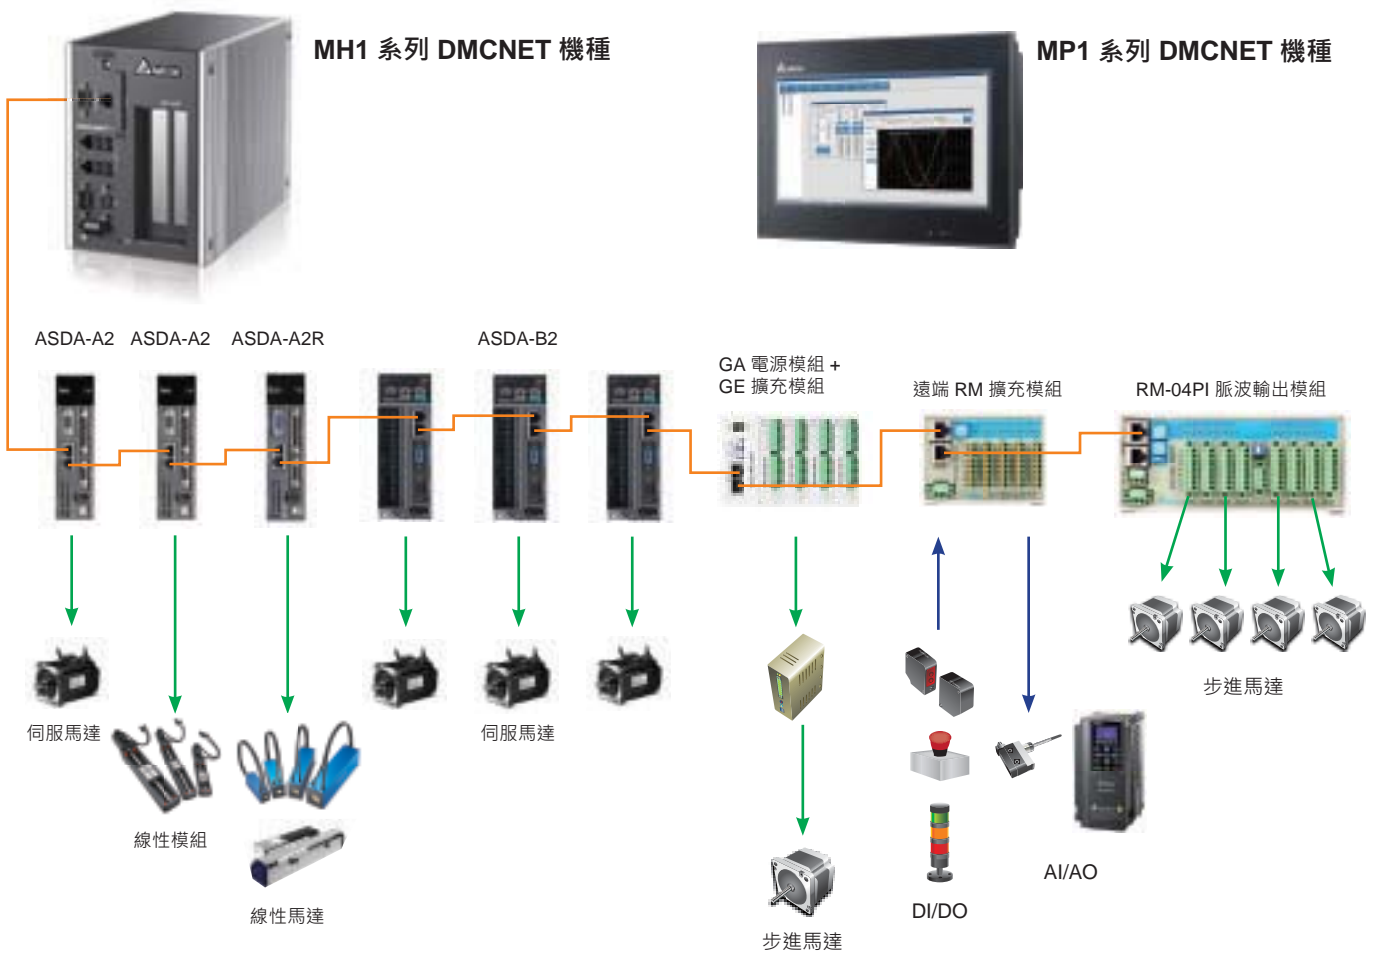 MH1 系列 DMCNET 機種
MP1 系列 DMCNET 機種
ASDA-A2
ASDA-A2
ASDA-A2R
ASDA-B2
GA 電源模組 +
GE 擴充模組
遠端 RM 擴充模組
RM-04PI 脈波輸出模組
伺服馬達
伺服馬達
步進馬達
線性模組
線性馬達
AI/AO
DI/DO
步進馬達